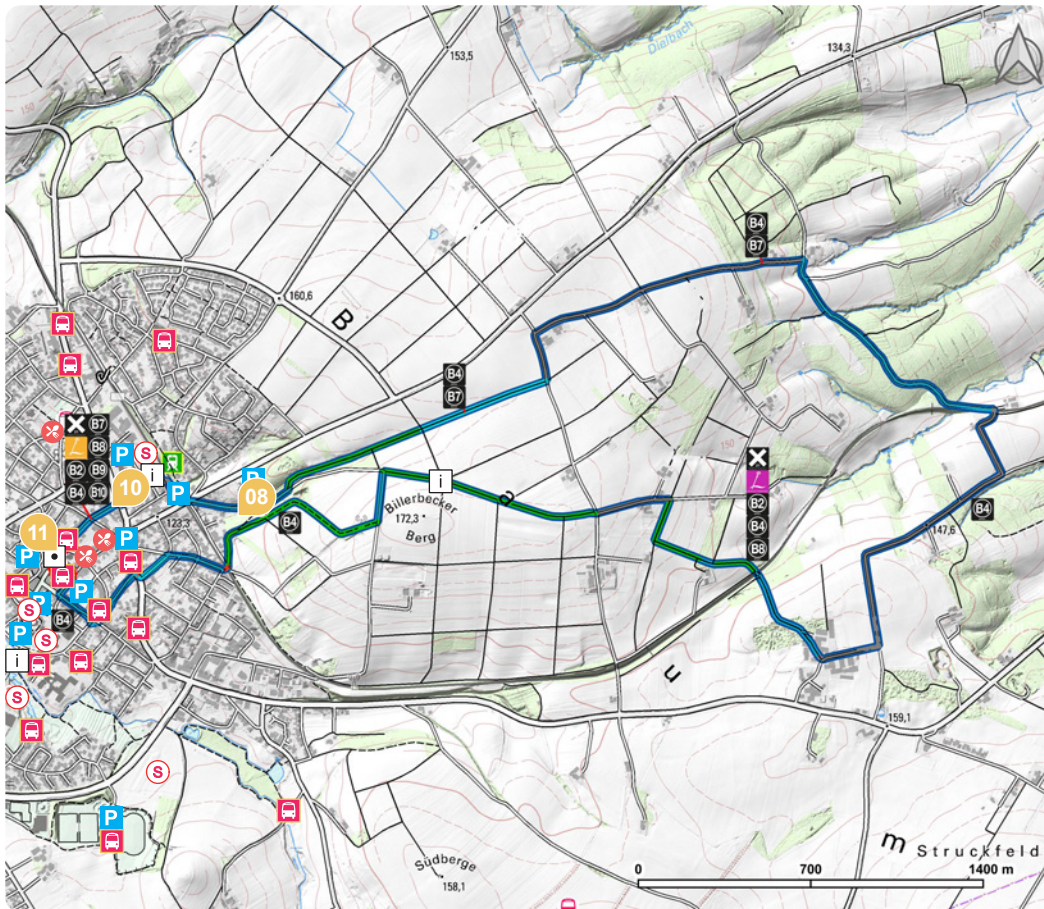 Dielbach
134,3
153,5
150
160,6
B
B4
B7
B4
B7
170
150
B7
B8
B2
B9
B4
B10
P
S
i
P
10
P
08
11
P
P
123,3
i
a
Billerbecker
172,3
Berg
B4
B2
B4
B8
B4
147,6
P
P
S
B4
P
S
i
S
u
159,1
S
P
m
Struckfeld
Südberge
158,1
0
700
1400 m